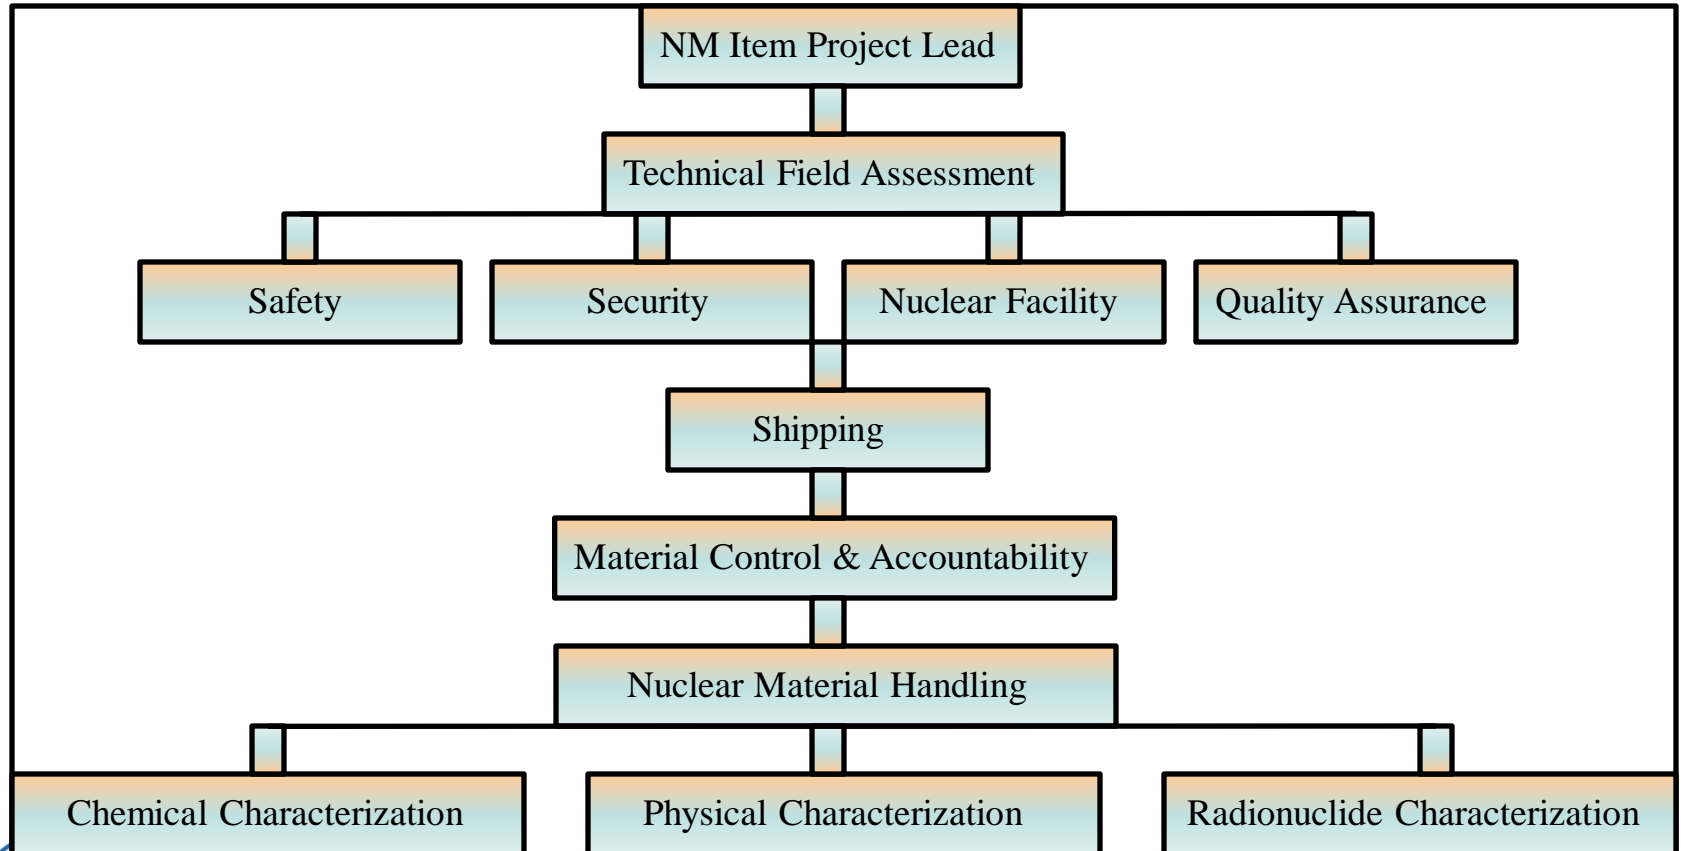 NM Item Project Lead
Technical Field Assessment
Safety
Security
Nuclear Facility
Quality Assurance
Shipping
Material Control & Accountability
Nuclear Material Handling
Chemical Characterization
Physical Characterization
Radionuclide Characterization